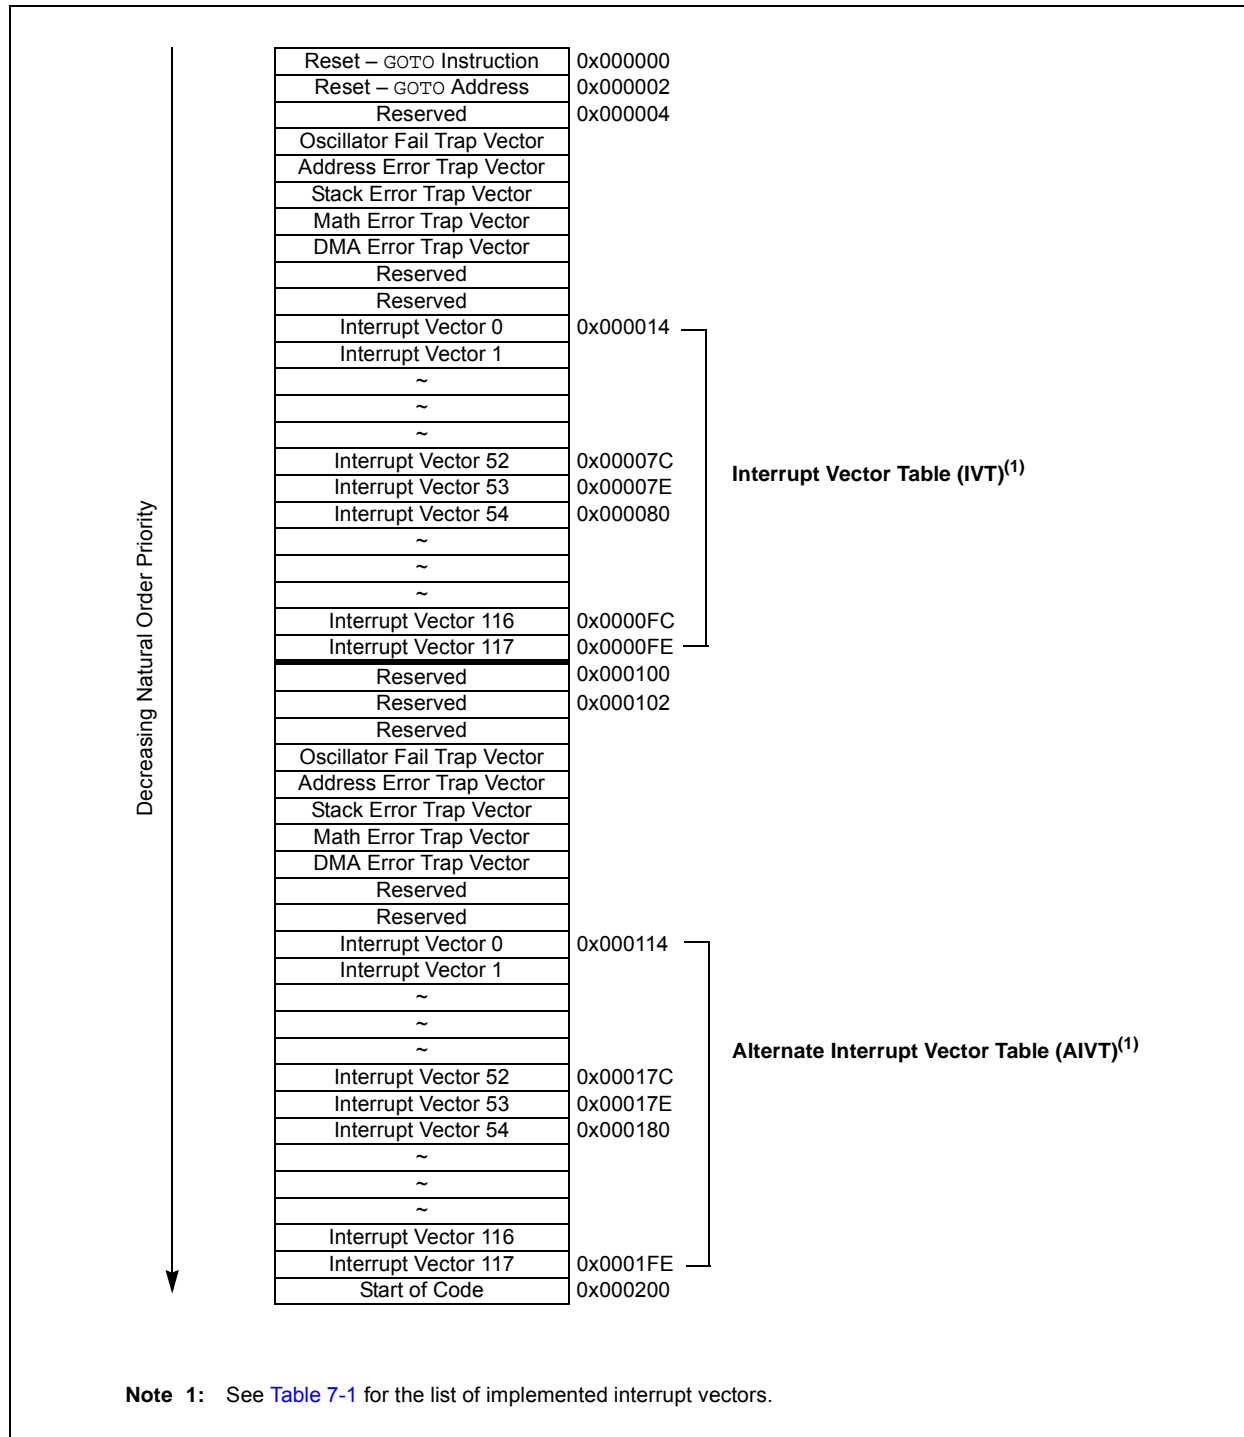 Reset – GOTO Instruction 0x000000
Reset – GOTO Address 0x000002
Reserved 0x000004
Oscillator Fail Trap Vector
Address Error Trap Vector
Stack Error Trap Vector
Math Error Trap Vector
DMA Error Trap Vector
Reserved
Reserved
Interrupt Vector 0 0x000014
Interrupt Vector 1
~
~
~
Interrupt Vector 52 0x00007C
Interrupt Vector Table (IVT)(1)
Interrupt Vector 53 0x00007E
Interrupt Vector 54 0x000080
~
~
~
Interrupt Vector 116 0x0000FC
Interrupt Vector 117 0x0000FE
Decreasing Natural Order Priority
Reserved 0x000100
Reserved 0x000102
Reserved
Oscillator Fail Trap Vector
Address Error Trap Vector
Stack Error Trap Vector
Math Error Trap Vector
DMA Error Trap Vector
Reserved
Reserved
Interrupt Vector 0 0x000114
Interrupt Vector 1
~
~
~
Alternate Interrupt Vector Table (AIVT)(1)
Interrupt Vector 52 0x00017C
Interrupt Vector 53 0x00017E
Interrupt Vector 54 0x000180
~
~
~
Interrupt Vector 116
Interrupt Vector 117 0x0001FE
Start of Code 0x000200
Note 1: See Table 7-1 for the list of implemented interrupt vectors.